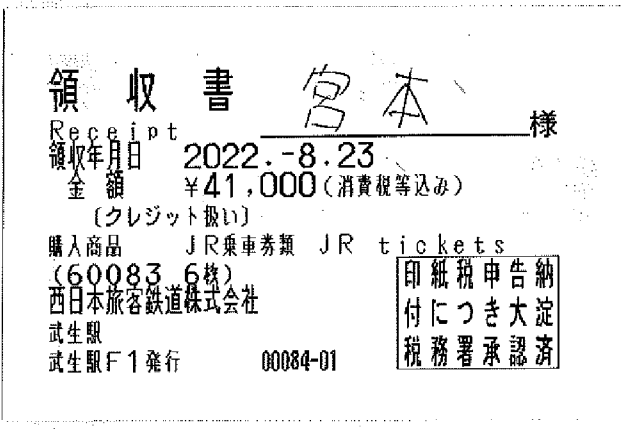 領収書 宮本 様
Receipt
領収年月日 2022.-8.23
金額 ¥41,000(消費税等込み)
(クレジット扱い)
購入商品 JR乗車券類 JR tickets
(60083 6枚)
西日本旅客鉄道株式会社
武生駅
武生駅F1発行 00084-01
印紙税申告納
付につき大淀
税務署承認済